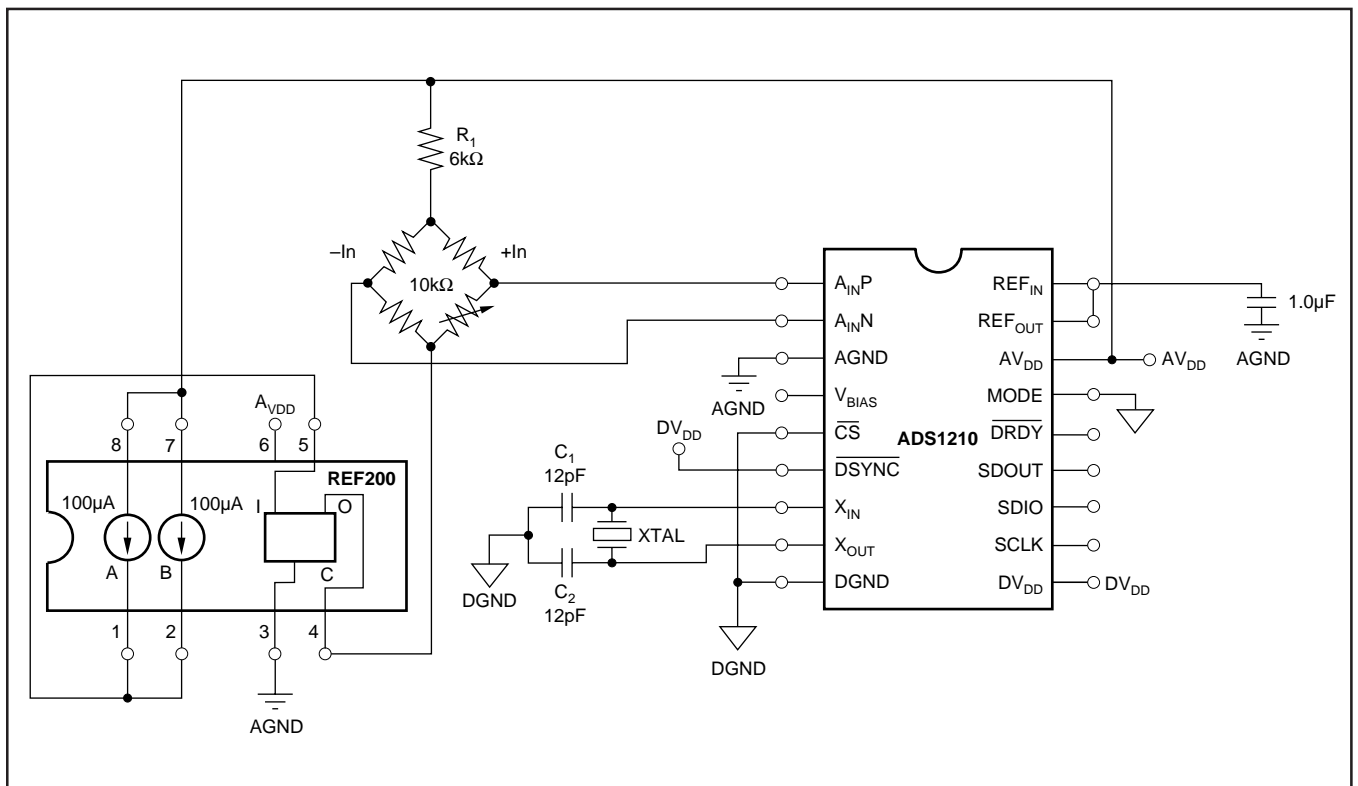 R1
6kΩ
–In
+In
10kΩ
AINP
AINN
AGND
VBIAS
CS
DSYNC
XIN
XOUT
DGND
ADS1210
REFIN
REFOUT
AVDD
MODE
DRDY
SDOUT
SDIO
SCLK
DVDD
1.0µF
AGND
AVDD
DVDD
AGND
DVDD
C1
12pF
XTAL
C2
12pF
DGND
DGND
AVDD
8
7
6
5
REF200
100µA
100µA
I
O
A
B
C
1
2
3
4
AGND